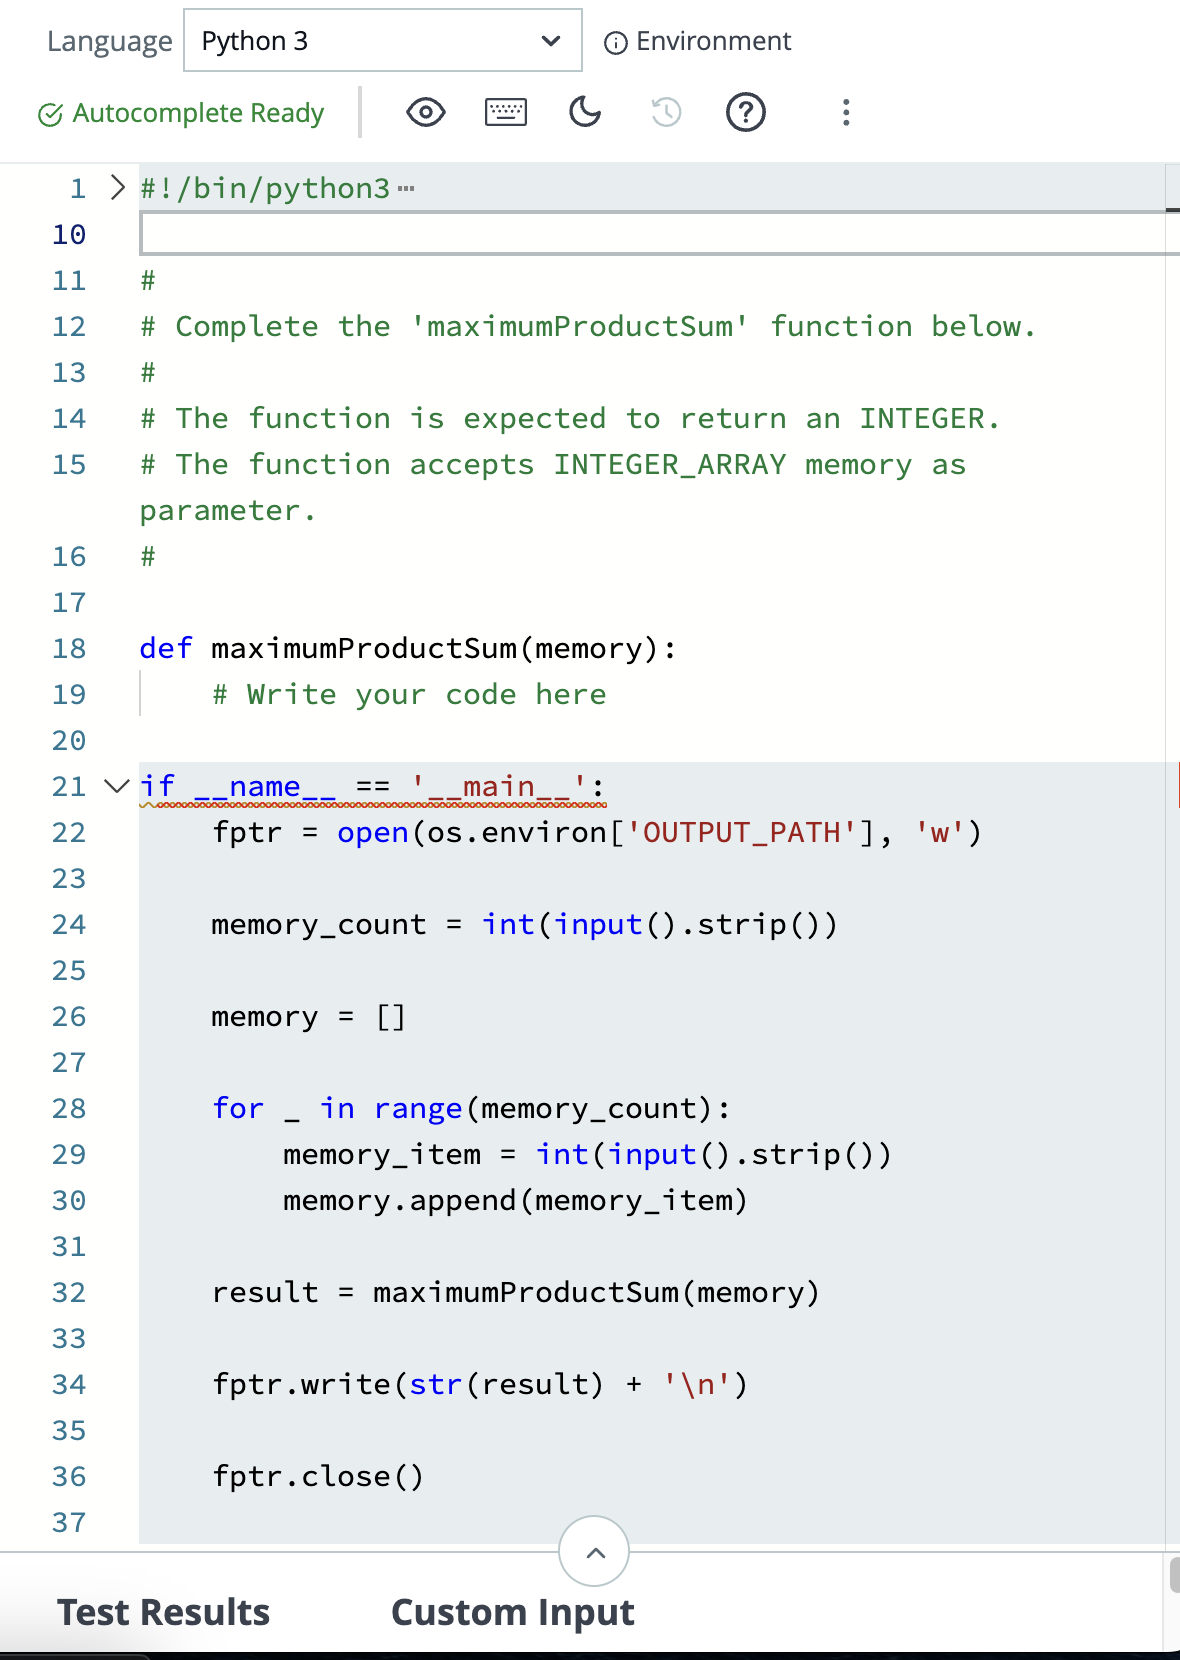 Language Python 3 Environment
Autocomplete Ready
1 #!/bin/python3
10
11 #
12 # Complete the 'maximumProductSum' function below.
13 #
14 # The function is expected to return an INTEGER.
15 # The function accepts INTEGER_ARRAY memory as
parameter.
16 #
17
18 def maximumProductSum(memory):
19     # Write your code here
20
21 if __name__ == '__main__':
22     fptr = open(os.environ['OUTPUT_PATH'], 'w')
23
24     memory_count = int(input().strip())
25
26     memory = []
27
28     for _ in range(memory_count):
29         memory_item = int(input().strip())
30         memory.append(memory_item)
31
32     result = maximumProductSum(memory)
33
34     fptr.write(str(result) + '\n')
35
36     fptr.close()
37
Test Results Custom Input